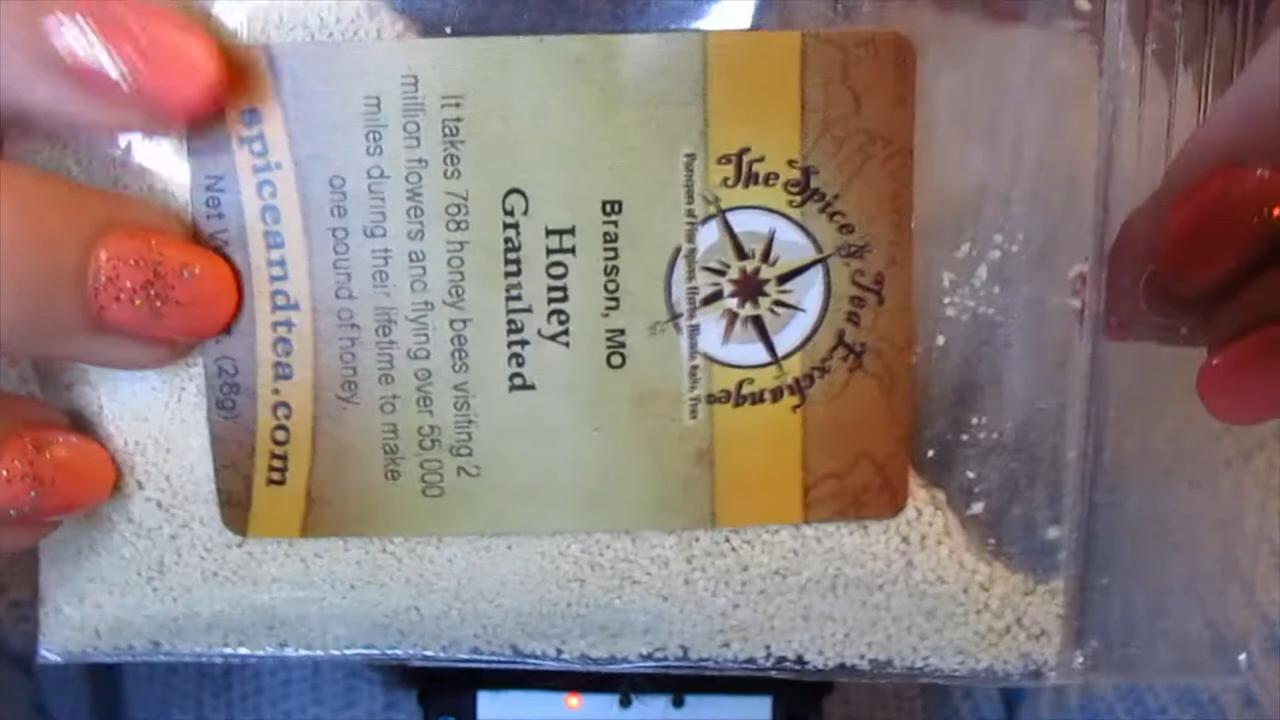 The Spice & Tea Exchange
Branson, MO
Honey
Granulated
It takes 768 honey bees visiting 2
million flowers and flying over 55,000
miles during their lifetime to make
one pound of honey.
spiceandtea.com
Net (28g)